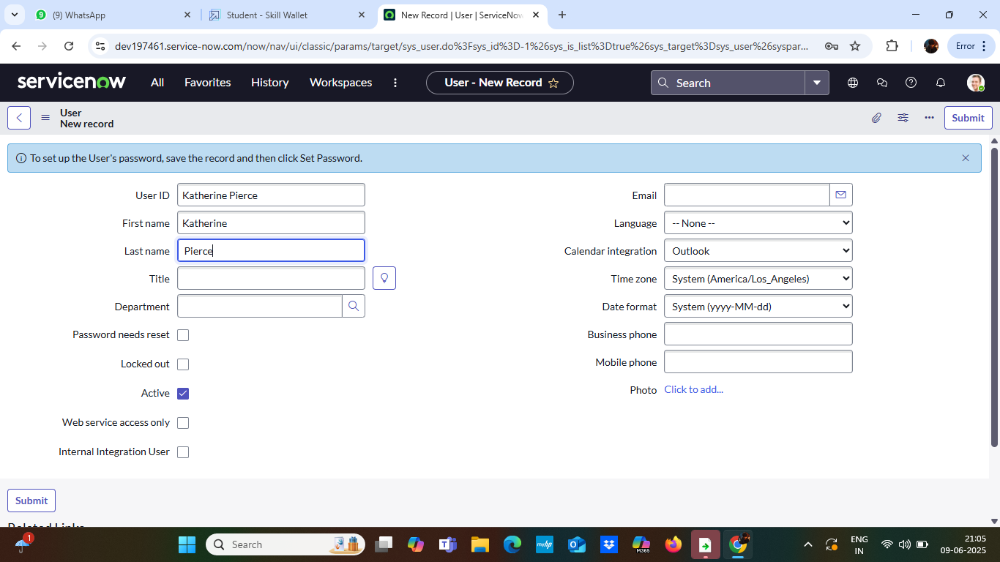 (9) WhatsApp
Student - Skill Wallet
New Record | User | ServiceNow
dev197461.service-now.com/now/nav/ui/classic/params/target/sys_user.do%3Fsys_id%3D-1%26sys_is_list%3Dtrue%26sys_target%3Dsys_user%26syspar...
Error
servicenow All Favorites History Workspaces User - New Record Search
User
New record
Submit
To set up the User's password, save the record and then click Set Password.
User ID Katherine Pierce
First name Katherine
Last name Pierce
Title
Department
Password needs reset
Locked out
Active
Web service access only
Internal Integration User
Email
Language -- None --
Calendar integration Outlook
Time zone System (America/Los_Angeles)
Date format System (yyyy-MM-dd)
Business phone
Mobile phone
Photo Click to add...
Submit
Related Links
1
Search
myhp
M365
ENG
IN
21:05
09-06-2025